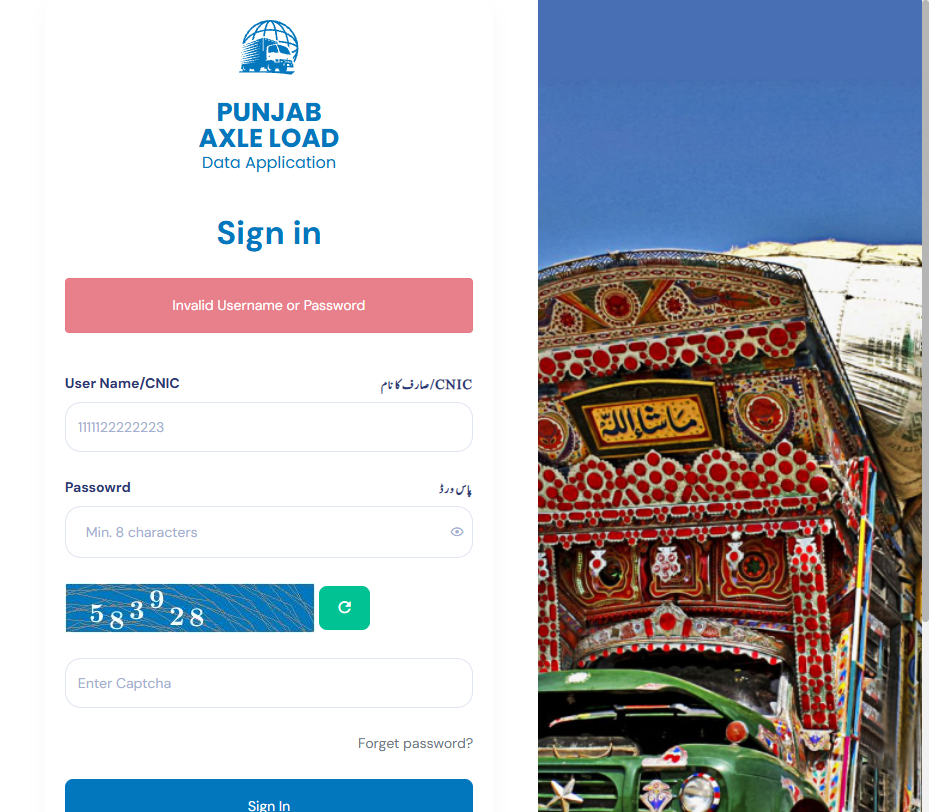 PUNJAB
AXLE LOAD
Data Application
Sign in
Invalid Username or Password
User Name/CNIC
صارف کا نام/CNIC
1111122222223
Passowrd
پاس ورڈ
Min. 8 characters
583928
Enter Captcha
Forget password?
Sign In
ماشاءاللہ